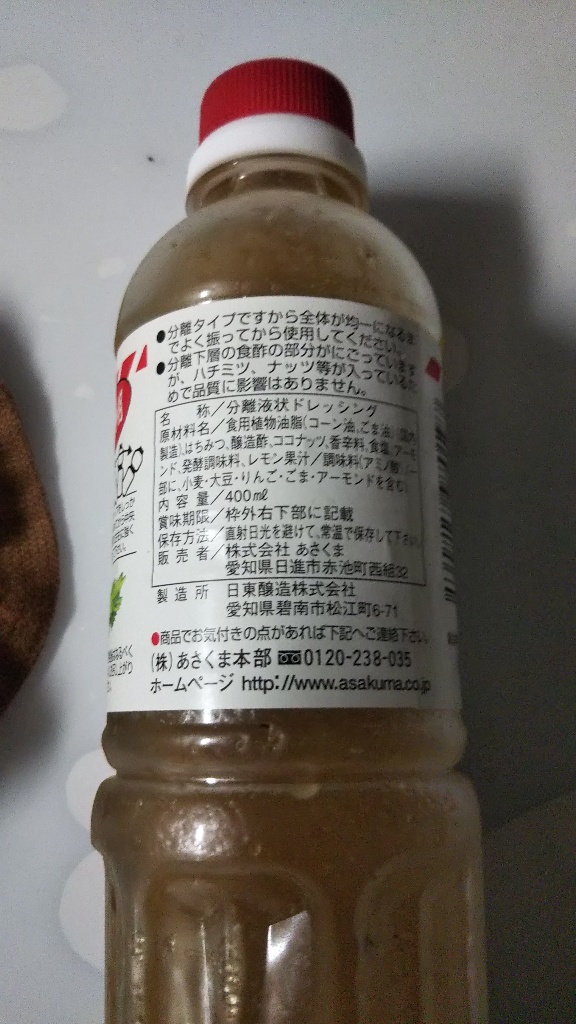 ●分離タイプですから全体が均一になるま
でよく振ってから使用してください。
●分離下層の食酢の部分がにごっています
が、ハチミツ、ナッツ等が入っているた
めで品質に影響はありません。
名 称／分離液状ドレッシング
原材料名／食用植物油脂(コーン油、ごま油)(国内
製造)、はちみつ、醸造酢、ココナッツ、香辛料、食塩、アーモ
ンド、発酵調味料、レモン果汁／調味料(アミノ酸)、(一
部に、小麦・大豆・りんご・ごま・アーモンドを含む)
内 容 量／400㎖
賞味期限／枠外右下部に記載
保存方法／直射日光を避けて、常温で保存して下さい。
販 売 者／株式会社 あさくま
愛知県日進市赤池町西組32
製 造 所 日東醸造株式会社
愛知県碧南市松江町6-71
●商品でお気付きの点があれば下記へご連絡下さい。
(株)あさくま本部 0120-238-035
ホームページ http://www.asakuma.co.jp